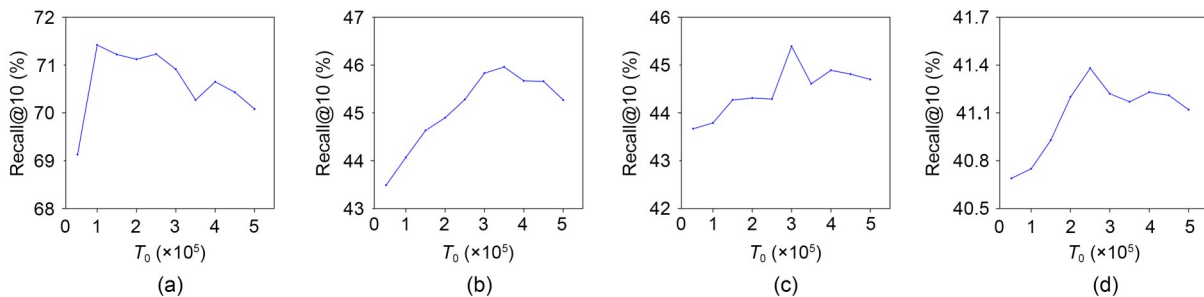 72
71
70
69
68
Recall@10 (%)
0 1 2 3 4 5
T₀ (×10⁵)
(a)
47
46
45
44
43
Recall@10 (%)
0 1 2 3 4 5
T₀ (×10⁵)
(b)
46
45
44
43
42
Recall@10 (%)
0 1 2 3 4 5
T₀ (×10⁵)
(c)
41.7
41.4
41.1
40.8
40.5
Recall@10 (%)
0 1 2 3 4 5
T₀ (×10⁵)
(d)